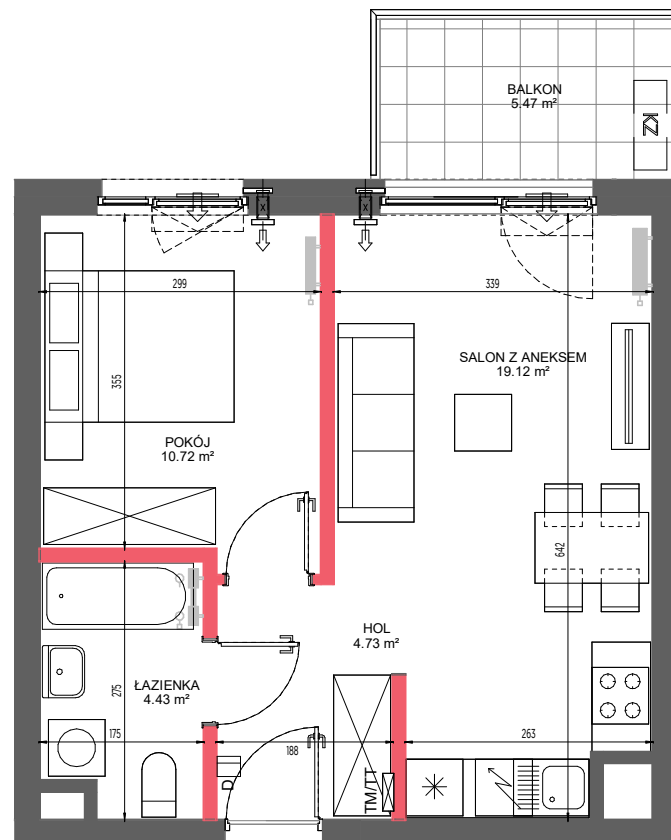 BALKON
5.47 m²
KZ
X
X
299
339
355
SALON Z ANEKSEM
19.12 m²
POKÓJ
10.72 m²
642
HOL
4.73 m²
ŁAZIENKA
4.43 m²
275
175
188
263
D
TM/TT